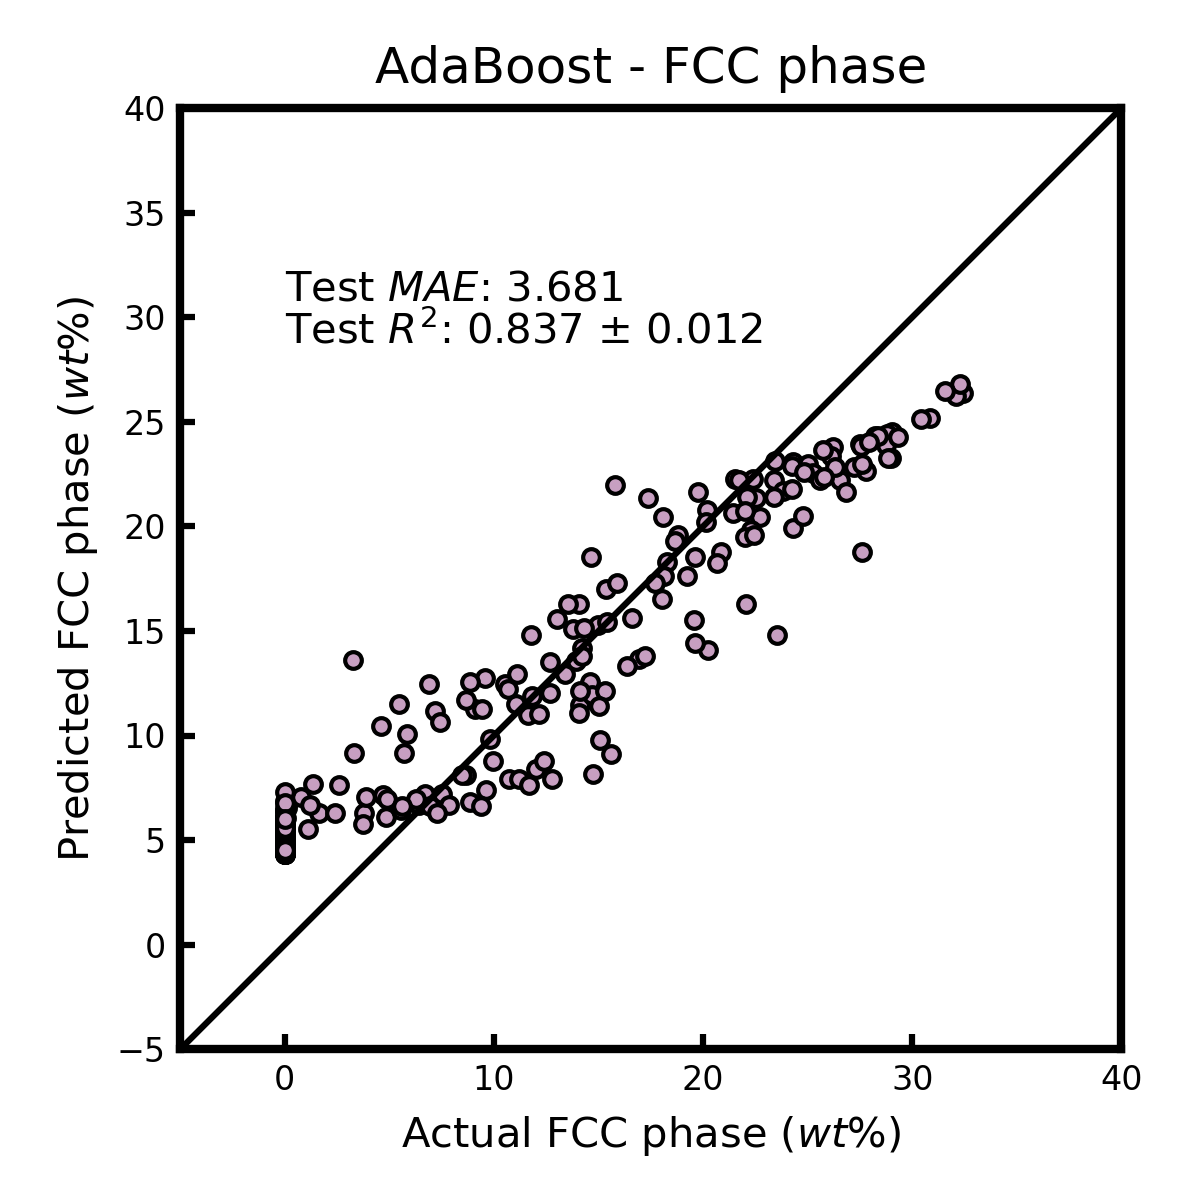 AdaBoost - FCC phase
40
35
30
25
20
15
10
5
0
−5
Test MAE: 3.681
Test R²: 0.837 ± 0.012
Predicted FCC phase (wt%)
0 10 20 30 40
Actual FCC phase (wt%)